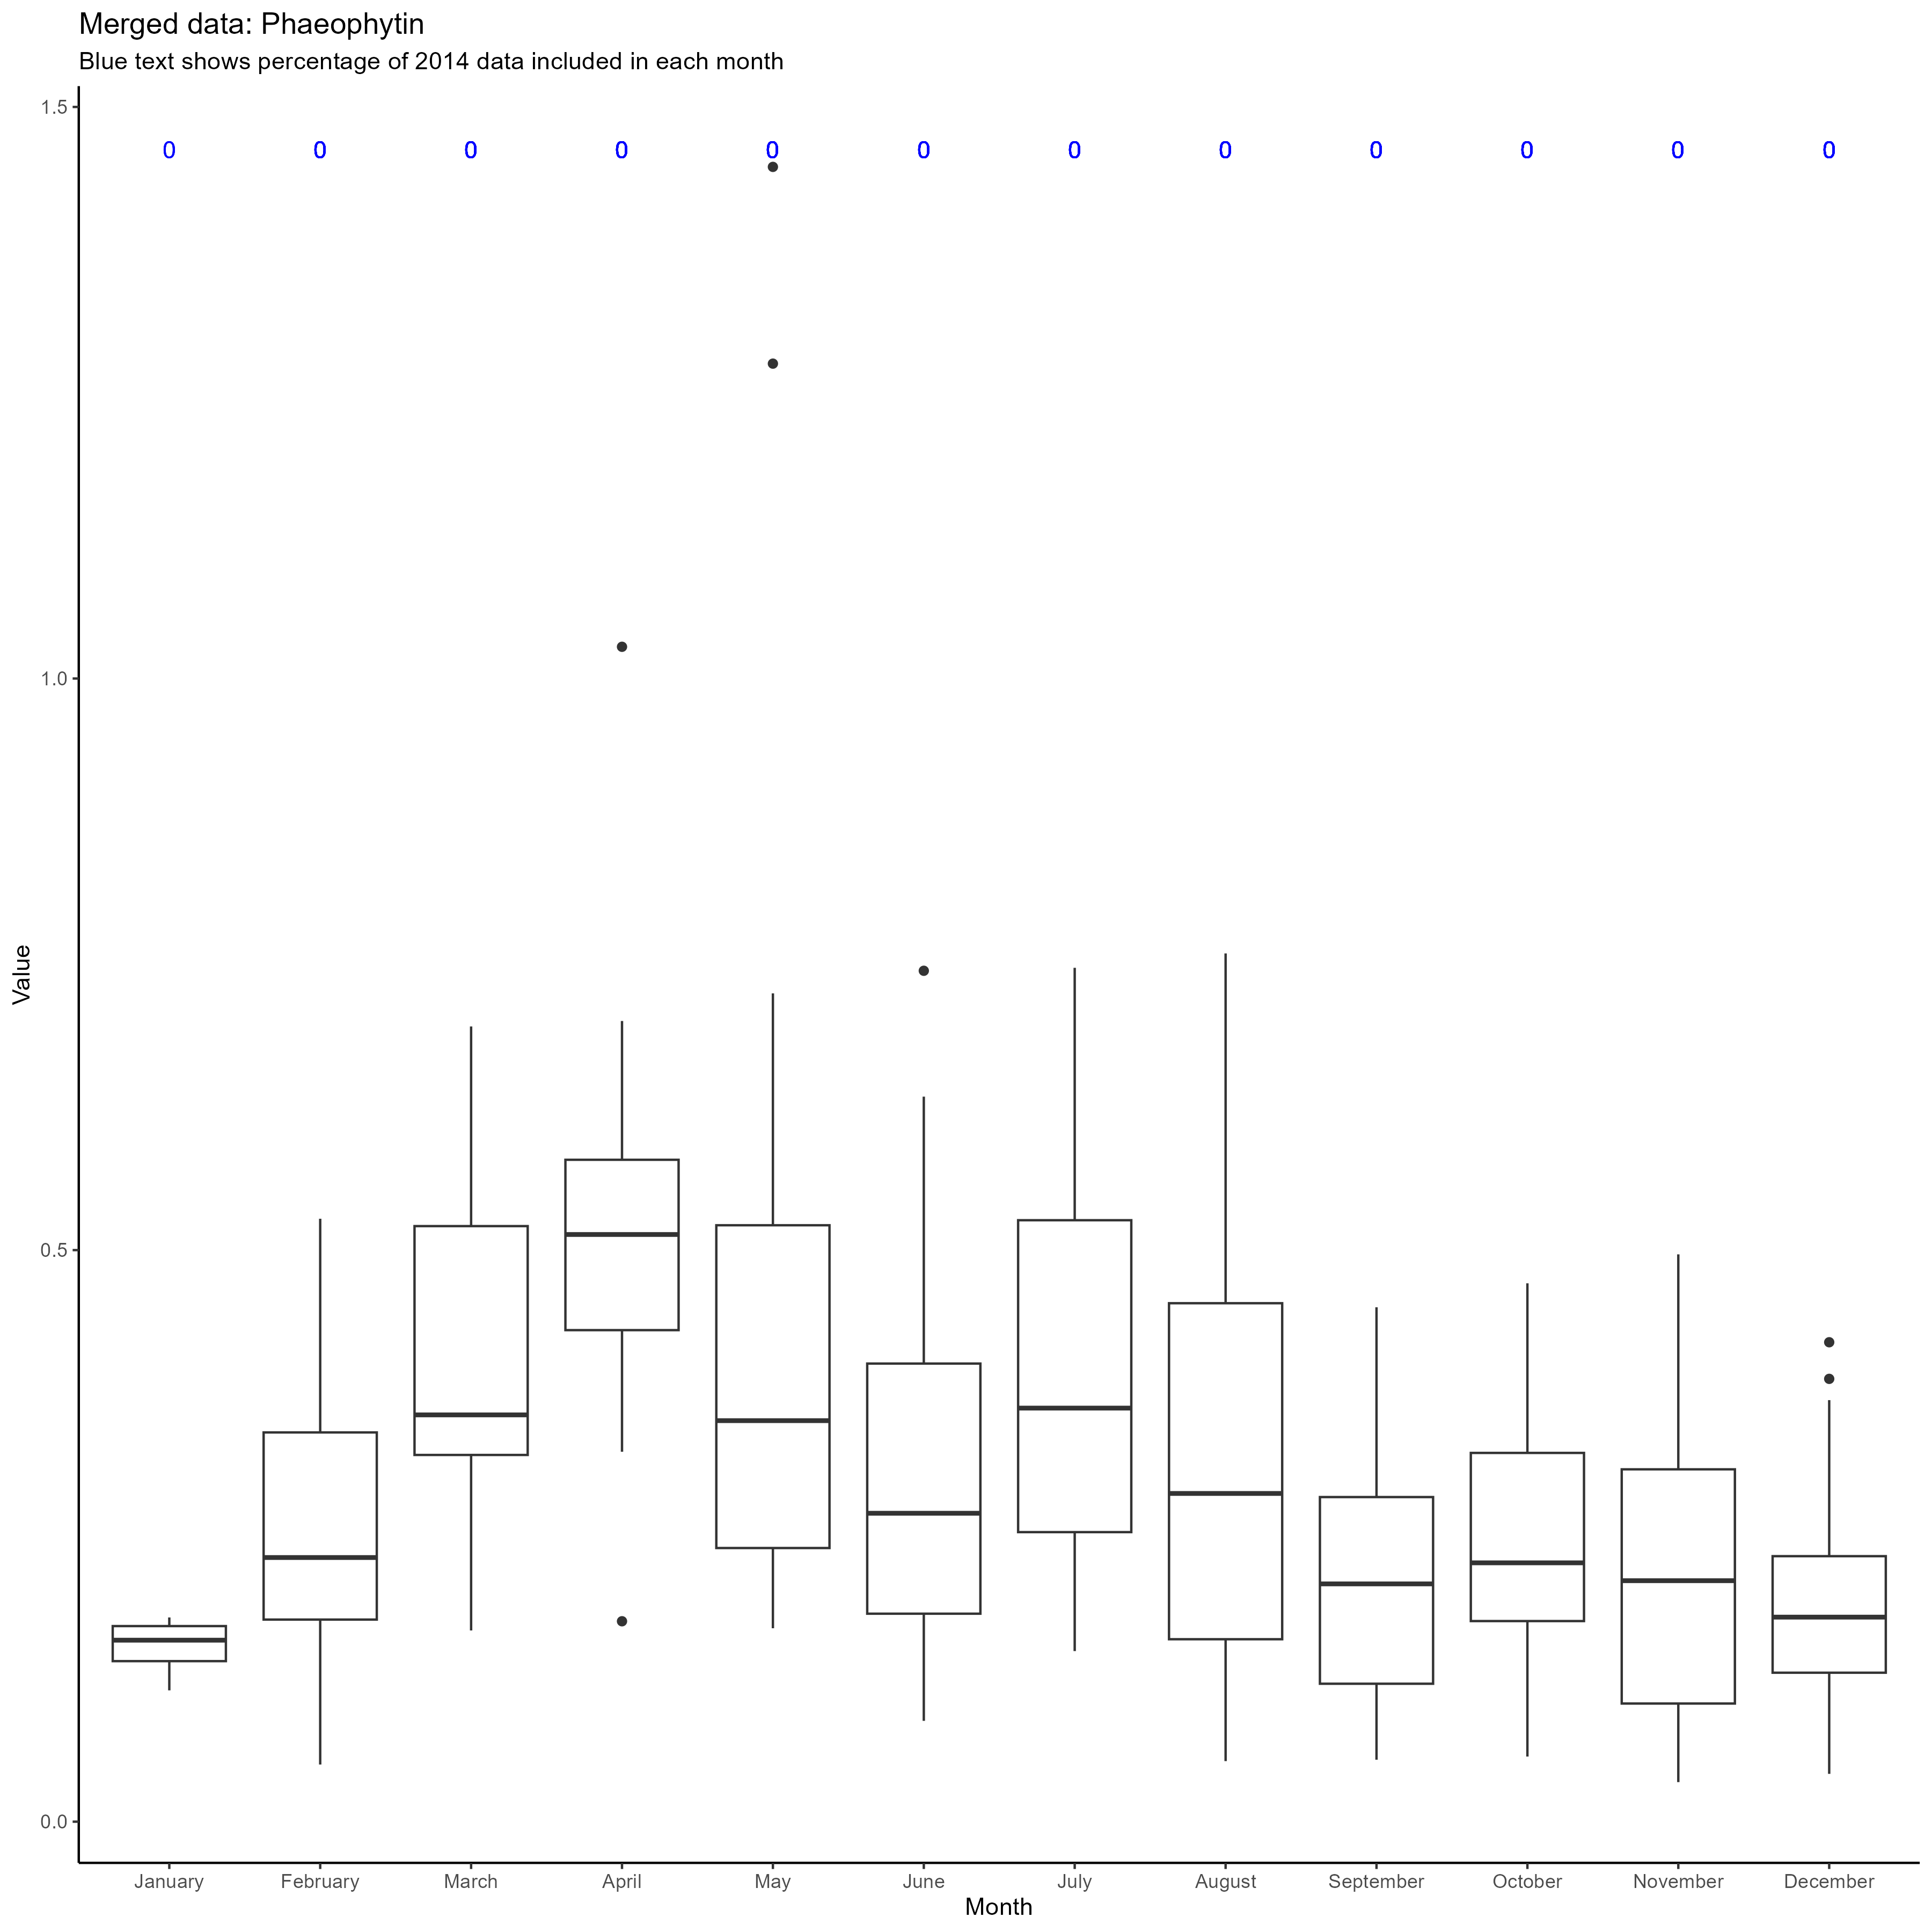 Merged data: Phaeophytin
Blue text shows percentage of 2014 data included in each month
1.5
0 0 0 0 0 0 0 0 0 0 0 0
1.0
Value
0.5
0.0
January February March April May June July August September October November December
Month